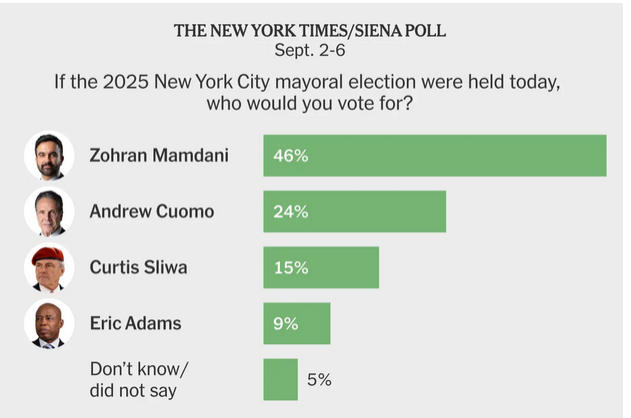 THE NEW YORK TIMES/SIENA POLL
Sept. 2-6
If the 2025 New York City mayoral election were held today,
who would you vote for?
Zohran Mamdani 46%
Andrew Cuomo 24%
Curtis Sliwa 15%
Eric Adams 9%
Don’t know/
did not say 5%